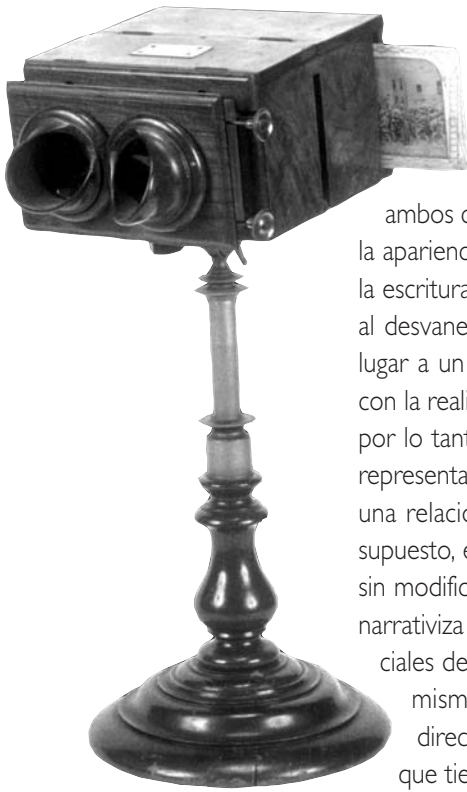 ambos c
la aparienc
la escritura
al desvane
lugar a un
con la reali
por lo tant
representa
una relació
supuesto, e
sin modific
narrativiza
ciales de
mism
direc
que tie